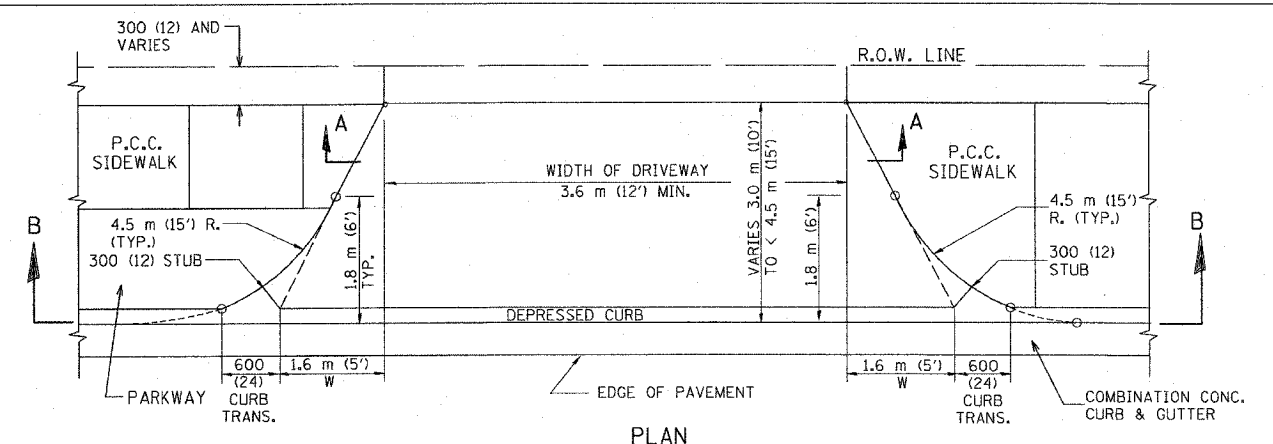 300 (12) AND
VARIES
R.O.W. LINE
A
A
P.C.C.
SIDEWALK
P.C.C.
SIDEWALK
WIDTH OF DRIVEWAY
3.6 m (12') MIN.
VARIES 3.0 m (10')
TO < 4.5 m (15')
B
B
4.5 m (15') R.
(TYP.)
300 (12) STUB
1.8 m (6')
TYP.
1.8 m (6')
4.5 m (15')
R. (TYP.)
300 (12)
STUB
DEPRESSED CURB
600
(24)
CURB
TRANS.
1.6 m (5')
W
1.6 m (5')
W
600
(24)
CURB
TRANS.
PARKWAY
EDGE OF PAVEMENT
COMBINATION CONC.
CURB & GUTTER
PLAN